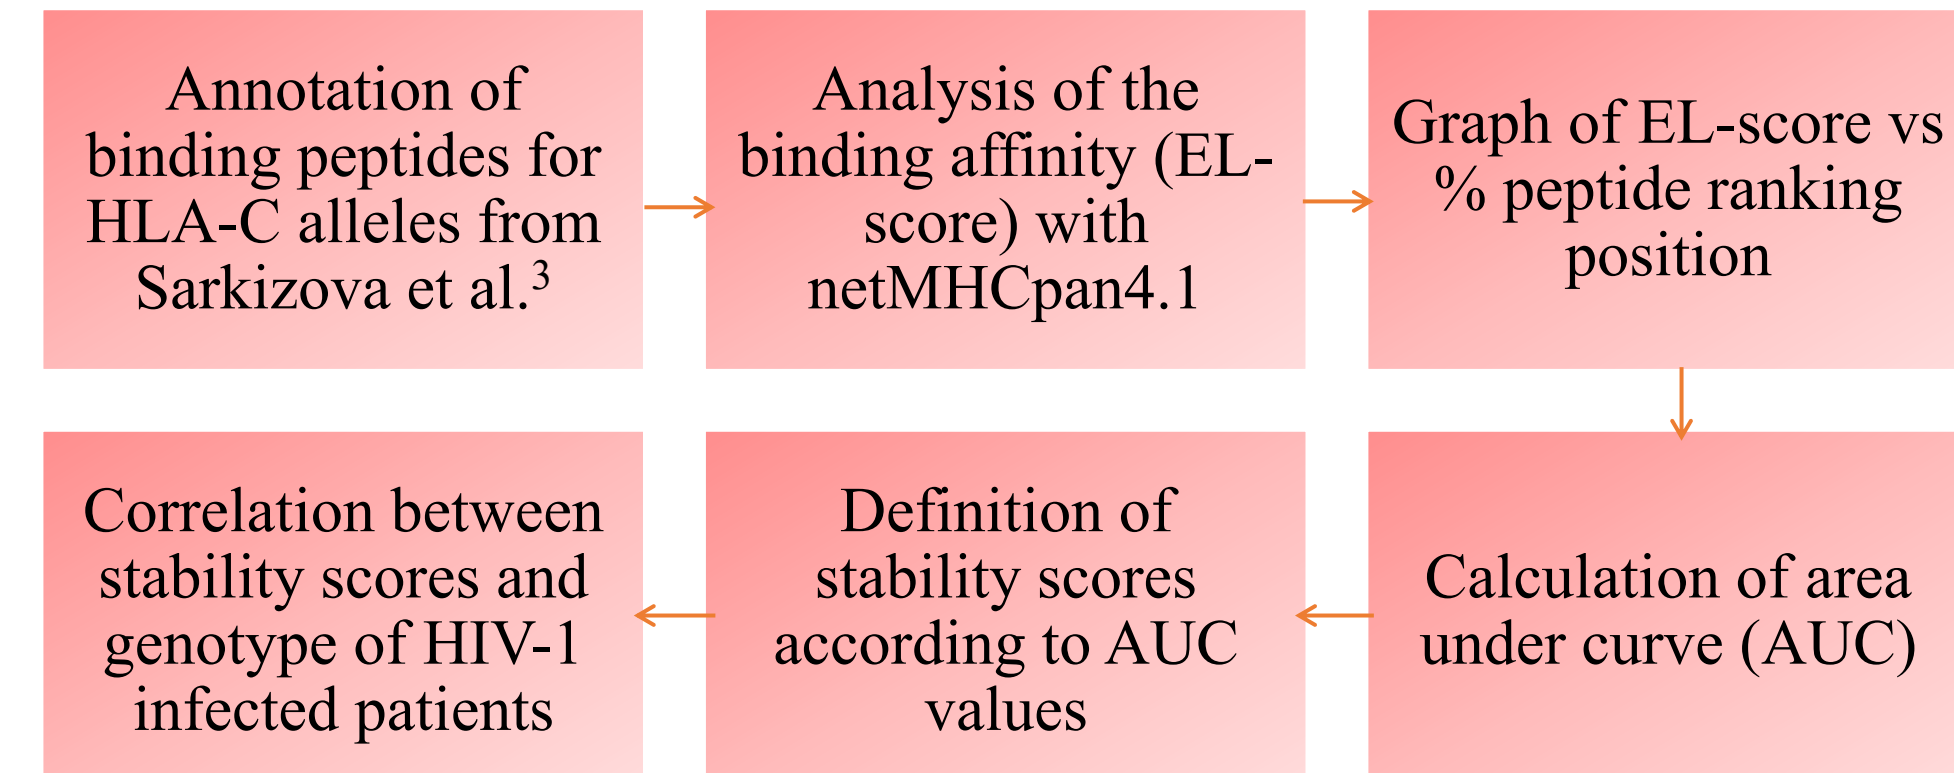 Annotation of
binding peptides for
HLA-C alleles from
Sarkizova et al.³
Analysis of the
binding affinity (EL-
score) with
netMHCpan4.1
Graph of EL-score vs
% peptide ranking
position
Calculation of area
under curve (AUC)
Definition of
stability scores
according to AUC
values
Correlation between
stability scores and
genotype of HIV-1
infected patients